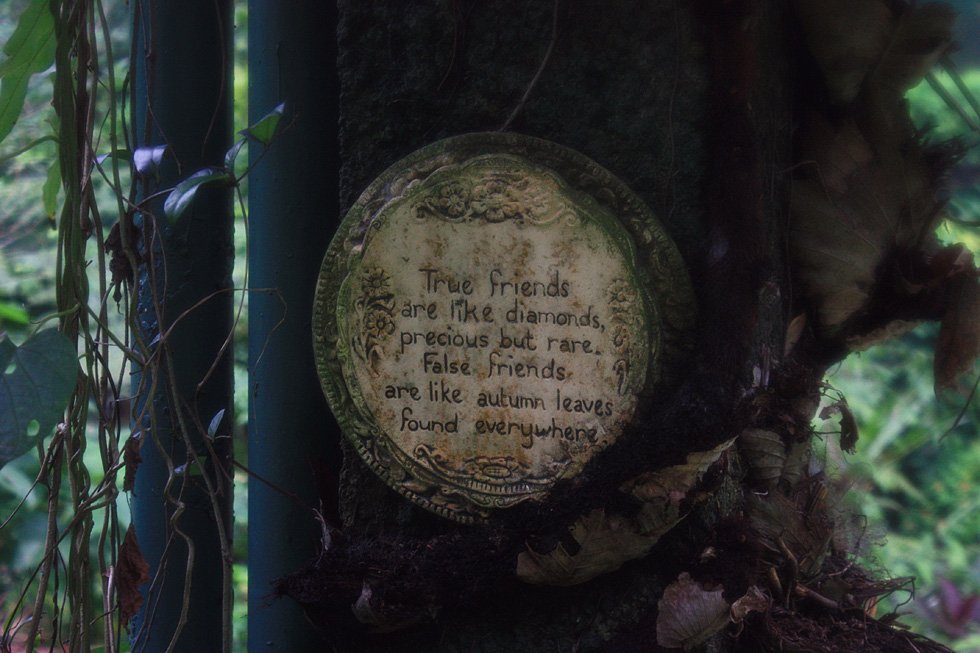 True friends
are like diamonds,
precious but rare.
False friends
are like autumn leaves
found everywhere.